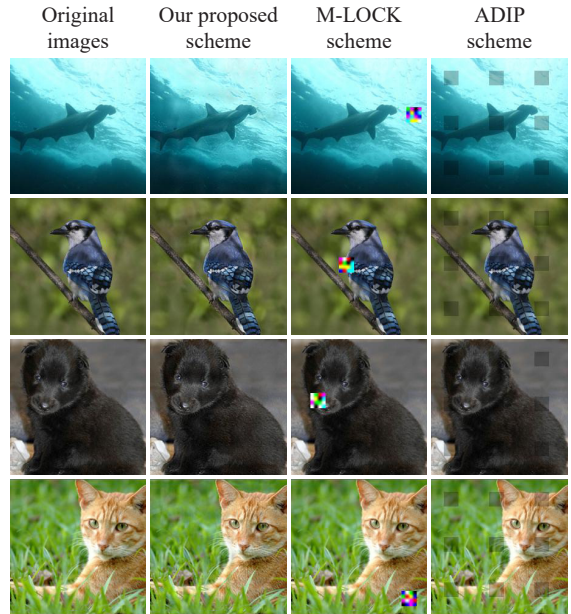 Original images
Our proposed scheme
M-LOCK scheme
ADIP scheme